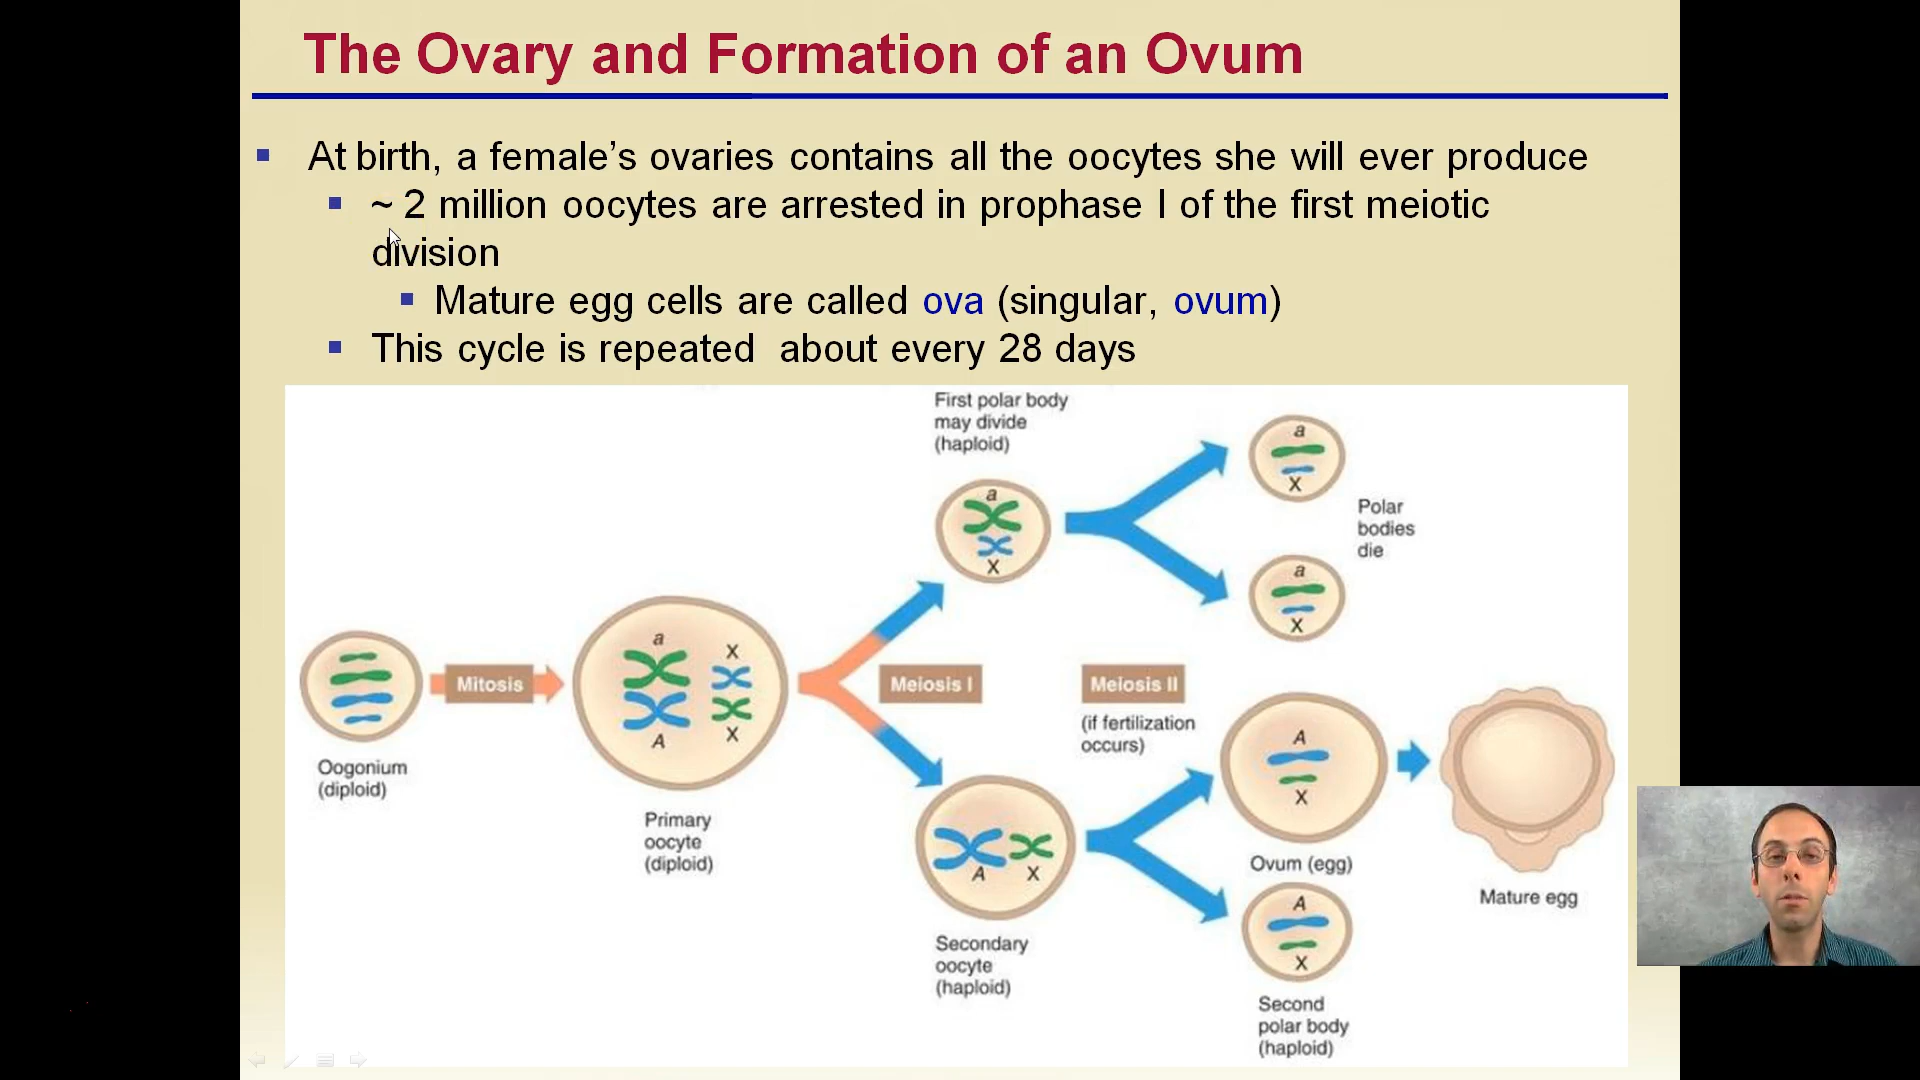 The Ovary and Formation of an Ovum
At birth, a female’s ovaries contains all the oocytes she will ever produce
~ 2 million oocytes are arrested in prophase I of the first meiotic
division
Mature egg cells are called ova (singular, ovum)
This cycle is repeated about every 28 days
First polar body
may divide
(haploid)
a
X
a
X
Polar
bodies
die
a
X
Mitosis
a
X
A
X
Meiosis I
Meiosis II
(if fertilization
occurs)
Oogonium
(diploid)
Primary
oocyte
(diploid)
A
X
Secondary
oocyte
(haploid)
A
X
Ovum (egg)
Mature egg
A
X
Second
polar body
(haploid)